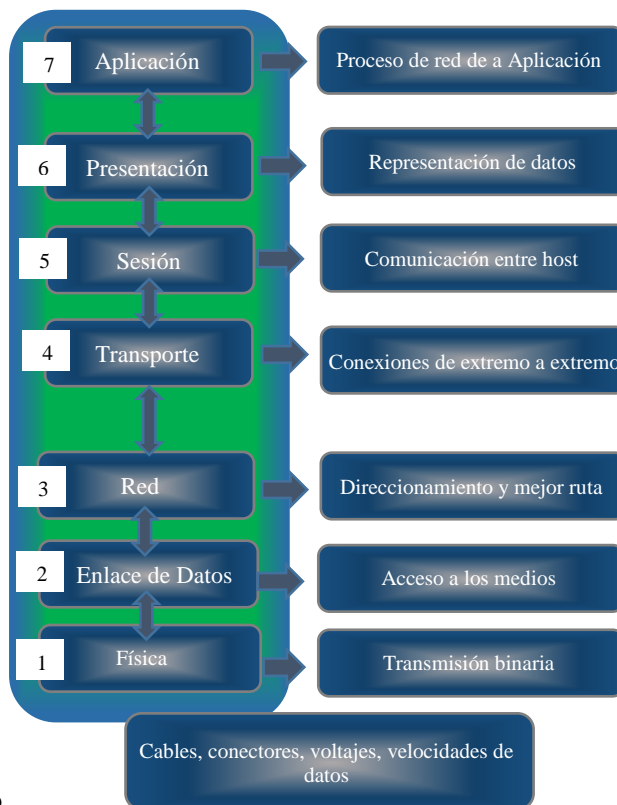 7 Aplicación Proceso de red de a Aplicación
6 Presentación Representación de datos
5 Sesión Comunicación entre host
4 Transporte Conexiones de extremo a extremo
3 Red Direccionamiento y mejor ruta
2 Enlace de Datos Acceso a los medios
1 Física Transmisión binaria
Cables, conectores, voltajes, velocidades de
datos